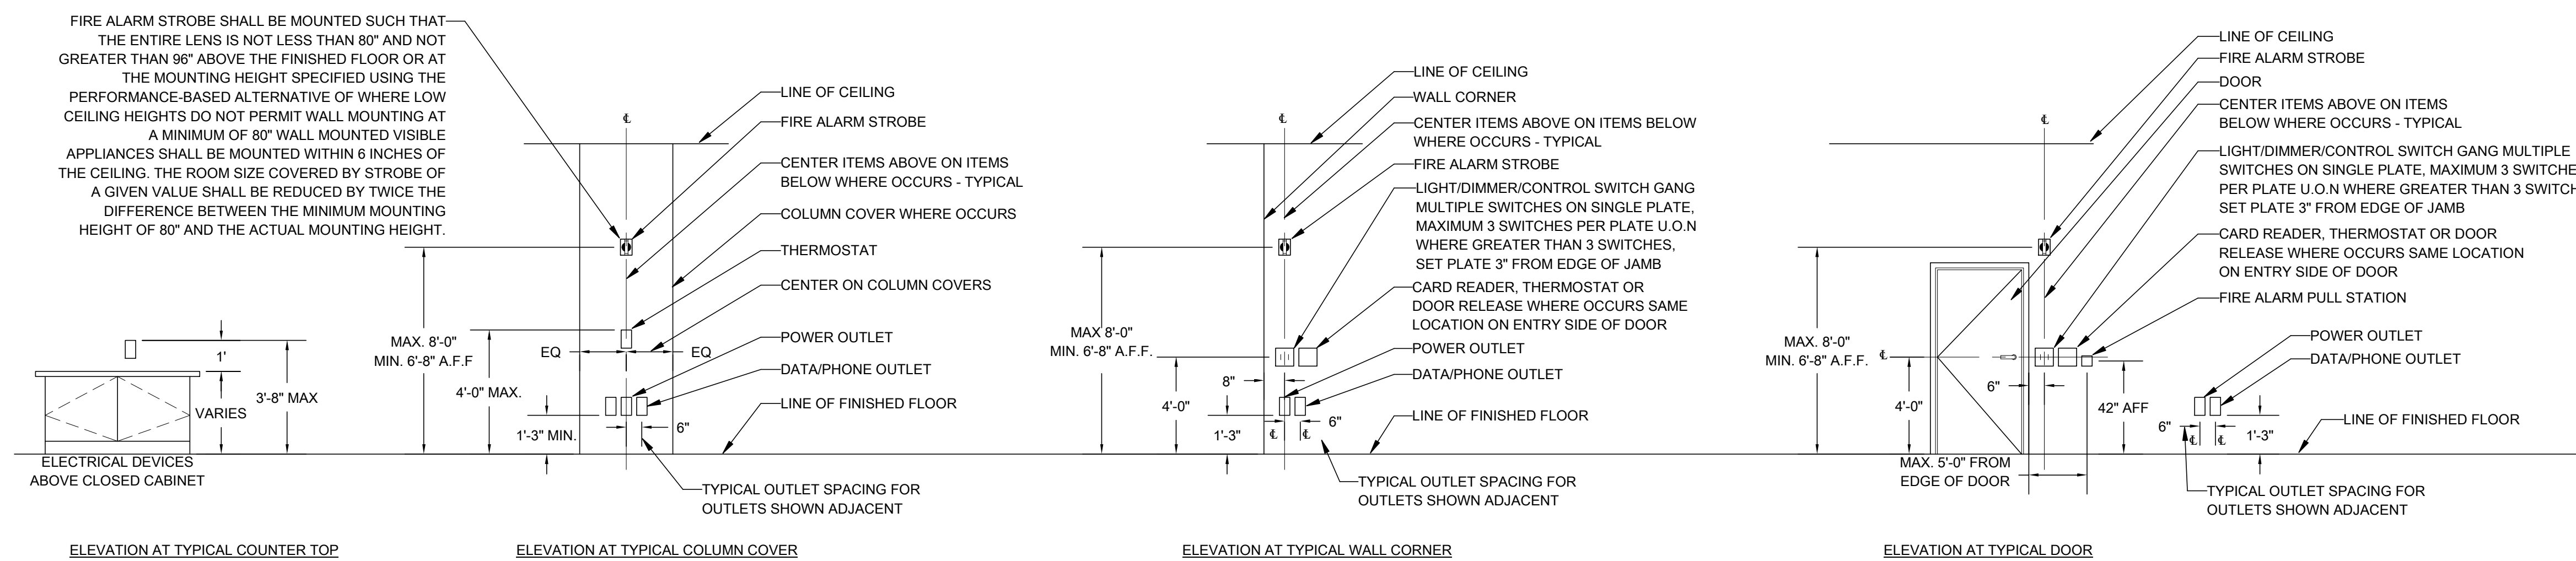 FIRE ALARM STROBE SHALL BE MOUNTED SUCH THAT
THE ENTIRE LENS IS NOT LESS THAN 80" AND NOT
GREATER THAN 96" ABOVE THE FINISHED FLOOR OR AT
THE MOUNTING HEIGHT SPECIFIED USING THE
PERFORMANCE-BASED ALTERNATIVE OF WHERE LOW
CEILING HEIGHTS DO NOT PERMIT WALL MOUNTING AT
A MINIMUM OF 80" WALL MOUNTED VISIBLE
APPLIANCES SHALL BE MOUNTED WITHIN 6 INCHES OF
THE CEILING. THE ROOM SIZE COVERED BY STROBE OF
A GIVEN VALUE SHALL BE REDUCED BY TWICE THE
DIFFERENCE BETWEEN THE MINIMUM MOUNTING
HEIGHT OF 80" AND THE ACTUAL MOUNTING HEIGHT.
1'
VARIES
3'-8" MAX
ELECTRICAL DEVICES
ABOVE CLOSED CABINET
ELEVATION AT TYPICAL COUNTER TOP
℄
LINE OF CEILING
FIRE ALARM STROBE
CENTER ITEMS ABOVE ON ITEMS
BELOW WHERE OCCURS - TYPICAL
COLUMN COVER WHERE OCCURS
THERMOSTAT
CENTER ON COLUMN COVERS
POWER OUTLET
DATA/PHONE OUTLET
LINE OF FINISHED FLOOR
MAX. 8'-0"
MIN. 6'-8" A.F.F
4'-0" MAX.
EQ
EQ
1'-3" MIN.
6"
TYPICAL OUTLET SPACING FOR
OUTLETS SHOWN ADJACENT
ELEVATION AT TYPICAL COLUMN COVER
℄
LINE OF CEILING
WALL CORNER
CENTER ITEMS ABOVE ON ITEMS BELOW
WHERE OCCURS - TYPICAL
FIRE ALARM STROBE
LIGHT/DIMMER/CONTROL SWITCH GANG
MULTIPLE SWITCHES ON SINGLE PLATE,
MAXIMUM 3 SWITCHES PER PLATE U.O.N
WHERE GREATER THAN 3 SWITCHES,
SET PLATE 3" FROM EDGE OF JAMB
CARD READER, THERMOSTAT OR
DOOR RELEASE WHERE OCCURS SAME
LOCATION ON ENTRY SIDE OF DOOR
POWER OUTLET
DATA/PHONE OUTLET
LINE OF FINISHED FLOOR
MAX 8'-0"
MIN. 6'-8" A.F.F.
8"
4'-0"
1'-3"
6"
℄
℄
TYPICAL OUTLET SPACING FOR
OUTLETS SHOWN ADJACENT
ELEVATION AT TYPICAL WALL CORNER
℄
LINE OF CEILING
FIRE ALARM STROBE
DOOR
CENTER ITEMS ABOVE ON ITEMS
BELOW WHERE OCCURS - TYPICAL
LIGHT/DIMMER/CONTROL SWITCH GANG MULTIPLE
SWITCHES ON SINGLE PLATE, MAXIMUM 3 SWITCHE
PER PLATE U.O.N WHERE GREATER THAN 3 SWITCH
SET PLATE 3" FROM EDGE OF JAMB
CARD READER, THERMOSTAT OR DOOR
RELEASE WHERE OCCURS SAME LOCATION
ON ENTRY SIDE OF DOOR
FIRE ALARM PULL STATION
POWER OUTLET
DATA/PHONE OUTLET
LINE OF FINISHED FLOOR
MAX. 8'-0"
MIN. 6'-8" A.F.F.
℄
4'-0"
6"
42" AFF
6"
℄
℄
1'-3"
MAX. 5'-0" FROM
EDGE OF DOOR
TYPICAL OUTLET SPACING FOR
OUTLETS SHOWN ADJACENT
ELEVATION AT TYPICAL DOOR